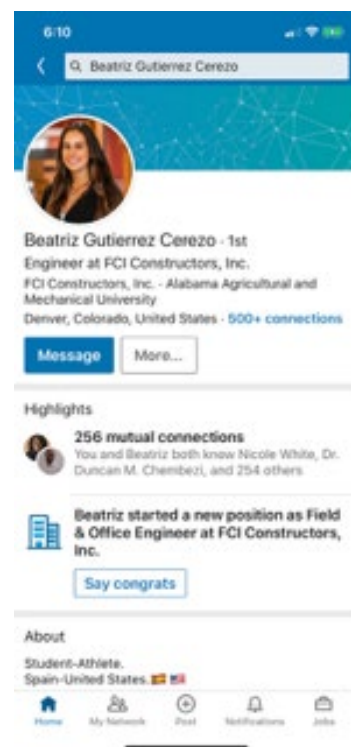 6:10
Beatriz Gutierrez Cerezo
Beatriz Gutierrez Cerezo · 1st
Engineer at FCI Constructors, Inc.
FCI Constructors, Inc. · Alabama Agricultural and
Mechanical University
Denver, Colorado, United States · 500+ connections
Message More...
Highlights
256 mutual connections
You and Beatriz both know Nicole White, Dr.
Duncan M. Chembezi, and 254 others
Beatriz started a new position as Field
& Office Engineer at FCI Constructors,
Inc.
Say congrats
About
Student-Athlete.
Spain-United States. 🇪🇸 🇺🇸
Home My Network Post Notifications Jobs